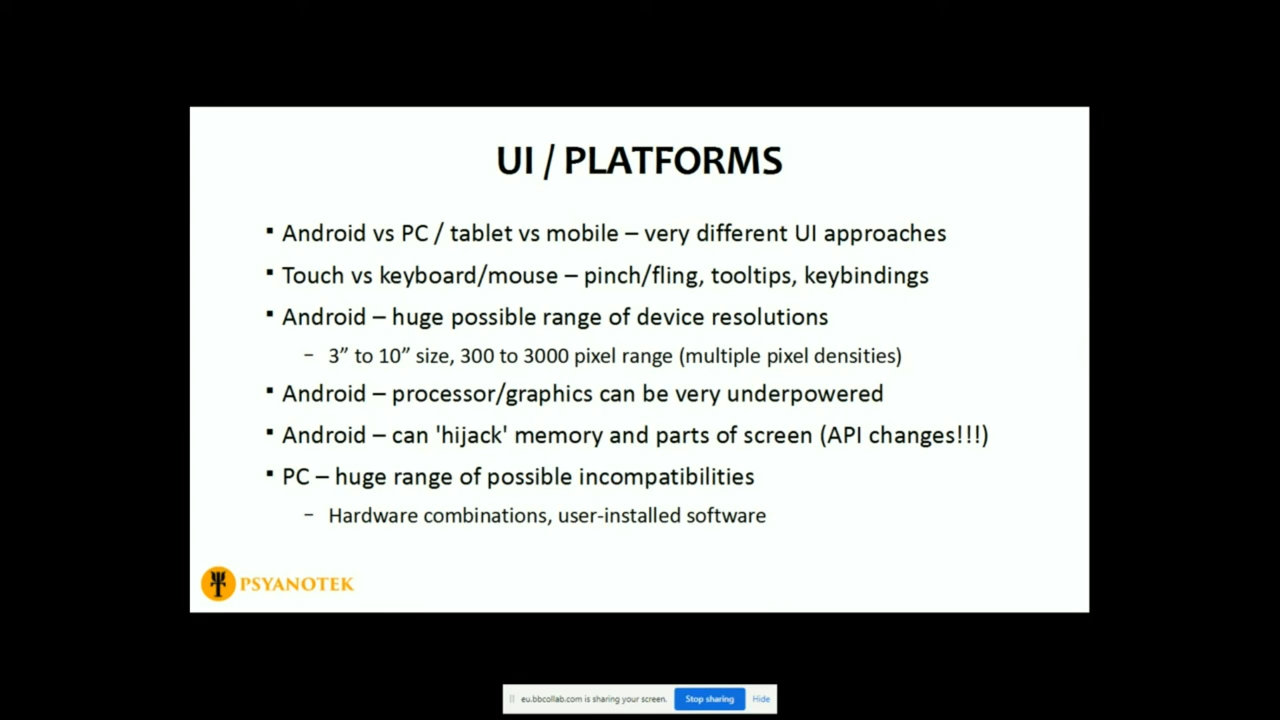 UI / PLATFORMS
▪ Android vs PC / tablet vs mobile – very different UI approaches
▪ Touch vs keyboard/mouse – pinch/fling, tooltips, keybindings
▪ Android – huge possible range of device resolutions
– 3” to 10” size, 300 to 3000 pixel range (multiple pixel densities)
▪ Android – processor/graphics can be very underpowered
▪ Android – can 'hijack' memory and parts of screen (API changes!!!)
▪ PC – huge range of possible incompatibilities
– Hardware combinations, user-installed software
PSYANOTEK
eu.bbcollab.com is sharing your screen. Stop sharing Hide